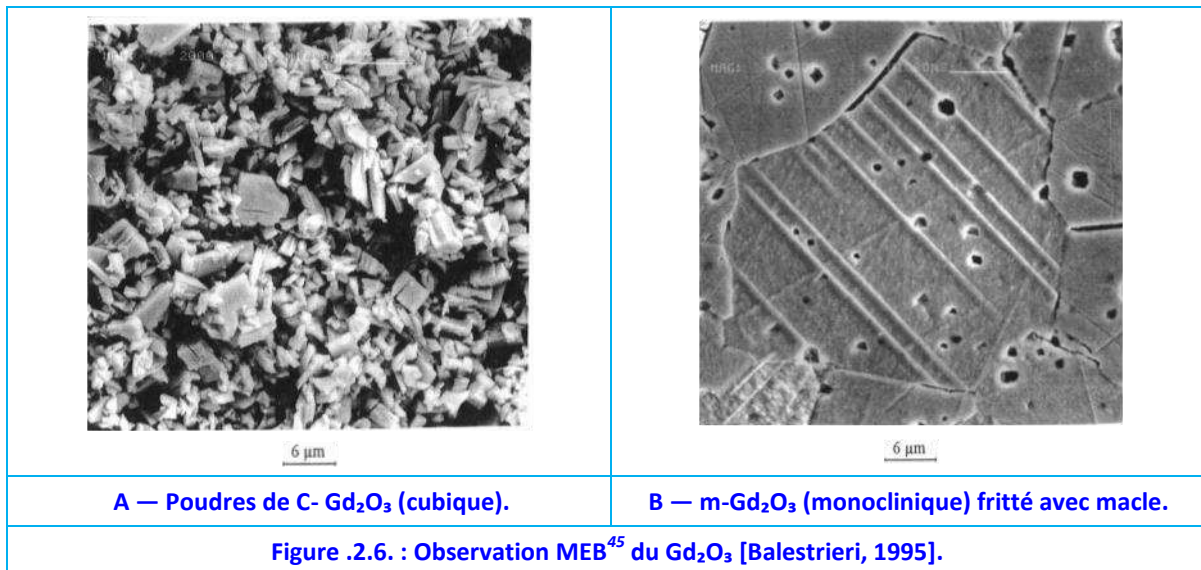 MAG:
6 µm
6 µm
A — Poudres de C- Gd₂O₃ (cubique).
B — m-Gd₂O₃ (monoclinique) fritté avec macle.
Figure .2.6. : Observation MEB⁴⁵ du Gd₂O₃ [Balestrieri, 1995].